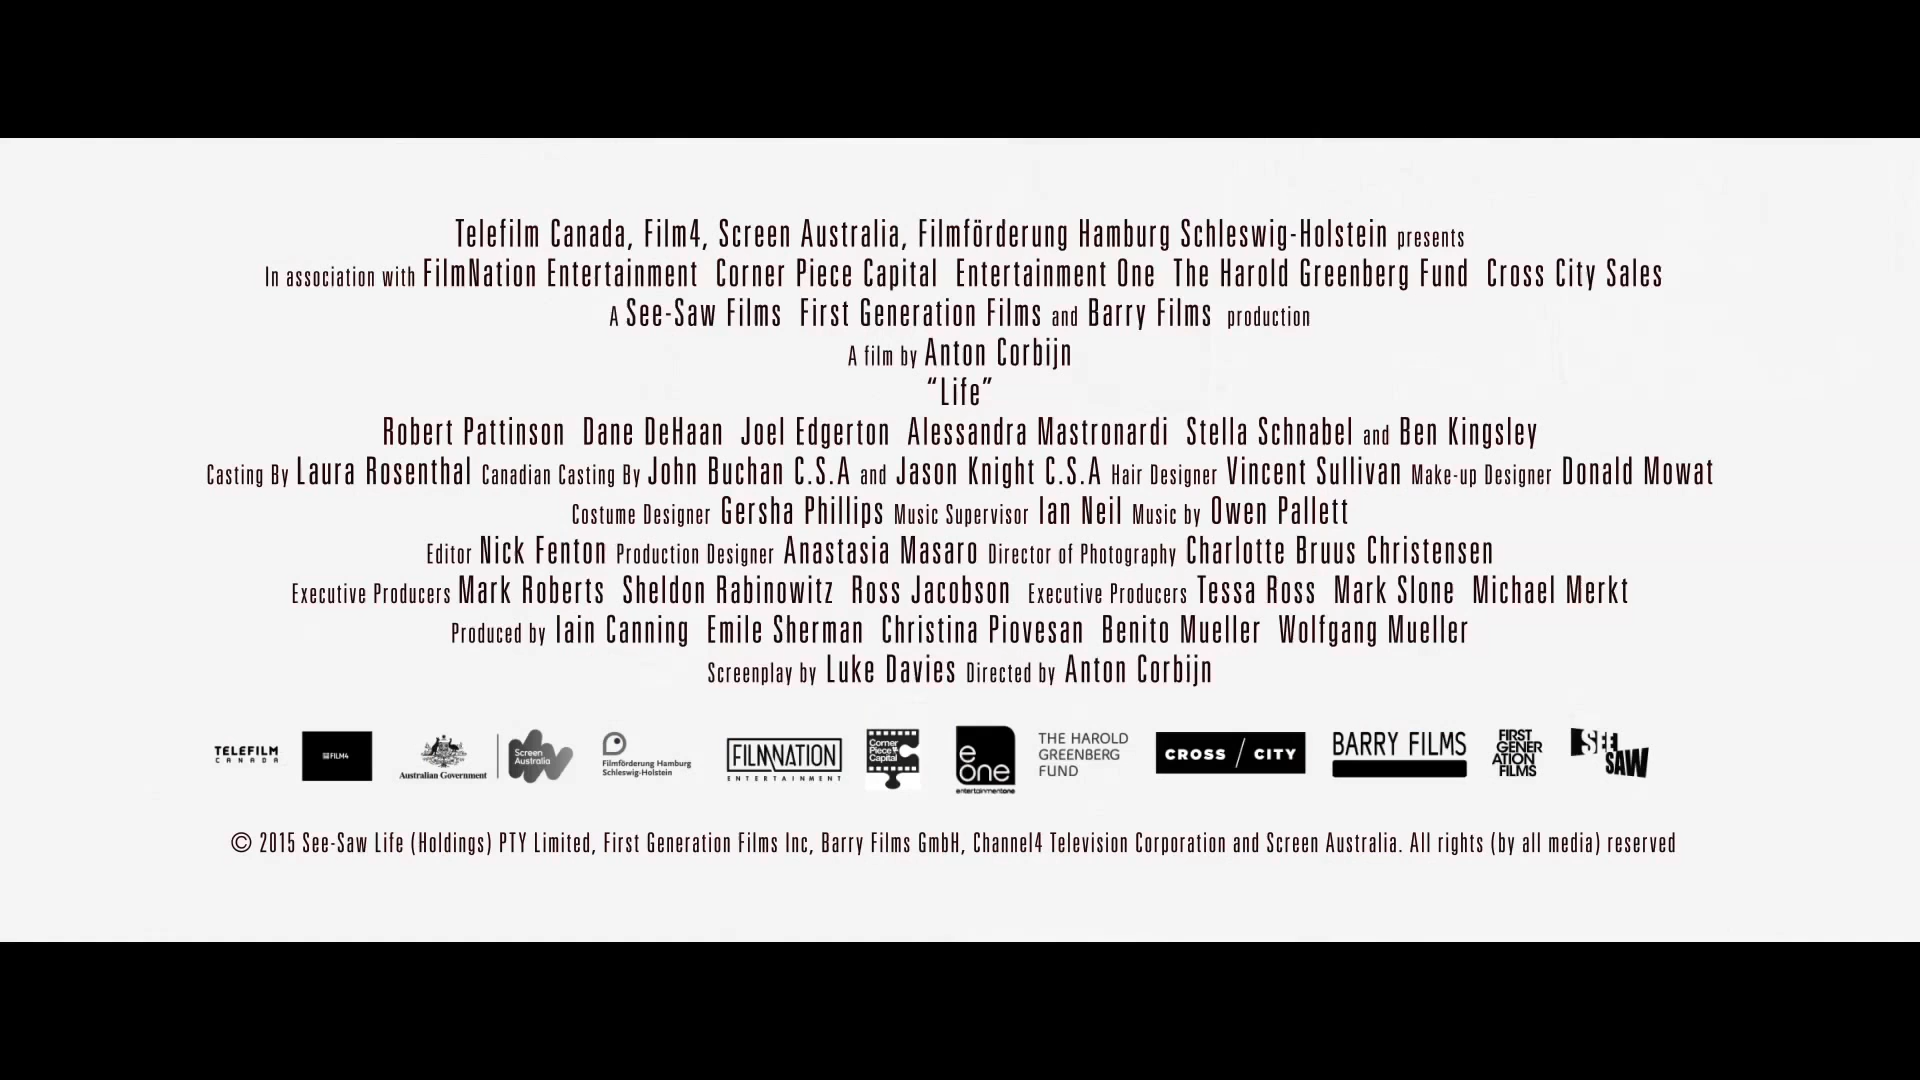 Telefilm Canada, Film4, Screen Australia, Filmförderung Hamburg Schleswig-Holstein presents
In association with FilmNation Entertainment Corner Piece Capital Entertainment One The Harold Greenberg Fund Cross City Sales
A See-Saw Films First Generation Films and Barry Films production
A film by Anton Corbijn
“Life”
Robert Pattinson Dane DeHaan Joel Edgerton Alessandra Mastronardi Stella Schnabel and Ben Kingsley
Casting By Laura Rosenthal Canadian Casting By John Buchan C.S.A and Jason Knight C.S.A Hair Designer Vincent Sullivan Make-up Designer Donald Mowat
Costume Designer Gersha Phillips Music Supervisor Ian Neil Music by Owen Pallett
Editor Nick Fenton Production Designer Anastasia Masaro Director of Photography Charlotte Bruus Christensen
Executive Producers Mark Roberts Sheldon Rabinowitz Ross Jacobson Executive Producers Tessa Ross Mark Slone Michael Merkt
Produced by Iain Canning Emile Sherman Christina Piovesan Benito Mueller Wolfgang Mueller
Screenplay by Luke Davies Directed by Anton Corbijn
TELEFILM
CANADA
FILM4
Australian Government
Screen
Australia
Filmförderung Hamburg
Schleswig-Holstein
FILMNATION
ENTERTAINMENT
Corner
Piece
Capital
e
one
entertainmentone
THE HAROLD
GREENBERG
FUND
CROSS / CITY
BARRY FILMS
FIRST
GENER
ATION
FILMS
SEE
SAW
© 2015 See-Saw Life (Holdings) PTY Limited, First Generation Films Inc, Barry Films GmbH, Channel4 Television Corporation and Screen Australia. All rights (by all media) reserved